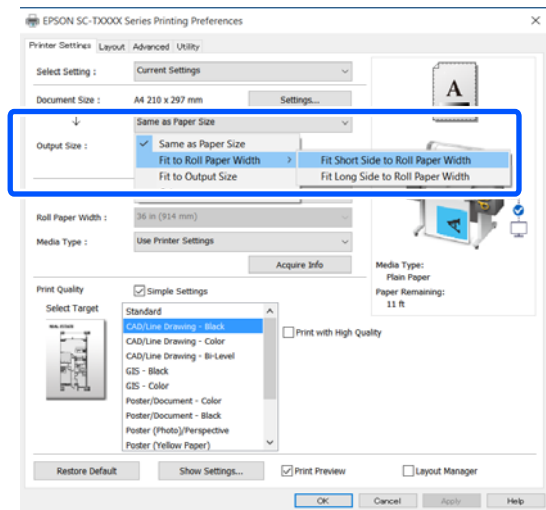 EPSON SC-TXXXX Series Printing Preferences
Printer Settings Layout Advanced Utility
Select Setting : Current Settings
Document Size : A4 210 x 297 mm Settings...
Same as Paper Size
Output Size : Same as Paper Size
Fit to Roll Paper Width Fit Short Side to Roll Paper Width
Fit to Output Size Fit Long Side to Roll Paper Width
Roll Paper Width : 36 in (914 mm)
Media Type : Use Printer Settings
Acquire Info
Media Type:
Plain Paper
Paper Remaining:
11 ft
Print Quality Simple Settings
Select Target
Standard
CAD/Line Drawing - Black
CAD/Line Drawing - Color
CAD/Line Drawing - Bi-Level
GIS - Black
GIS - Color
Poster/Document - Color
Poster/Document - Black
Poster (Photo)/Perspective
Poster (Yellow Paper)
Print with High Quality
A
A
REAL ESTATE
Restore Default Show Settings... Print Preview Layout Manager
OK Cancel Apply Help